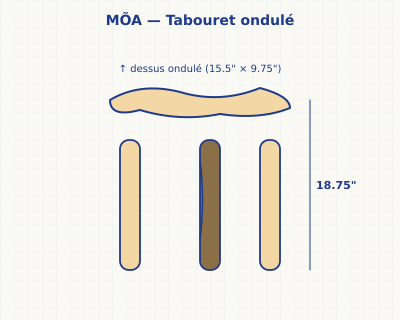 MÕA — Tabouret ondulé
↑ dessus ondulé (15.5" × 9.75")
18.75"